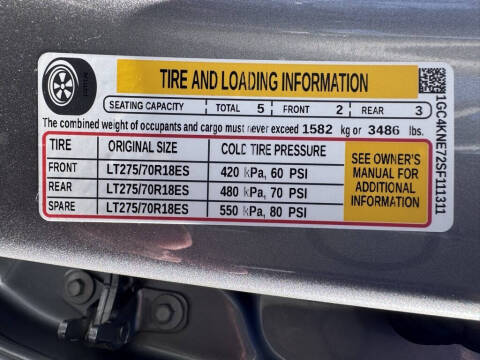 TIRE AND LOADING INFORMATION
SEATING CAPACITY TOTAL 5 FRONT 2 REAR 3
The combined weight of occupants and cargo must never exceed 1582 kg or 3486 lbs.
TIRE ORIGINAL SIZE COLD TIRE PRESSURE
FRONT LT275/70R18ES 420 kPa, 60 PSI
REAR LT275/70R18ES 480 kPa, 70 PSI
SPARE LT275/70R18ES 550 kPa, 80 PSI
SEE OWNER'S
MANUAL FOR
ADDITIONAL
INFORMATION
1GC4KNE72SF111311